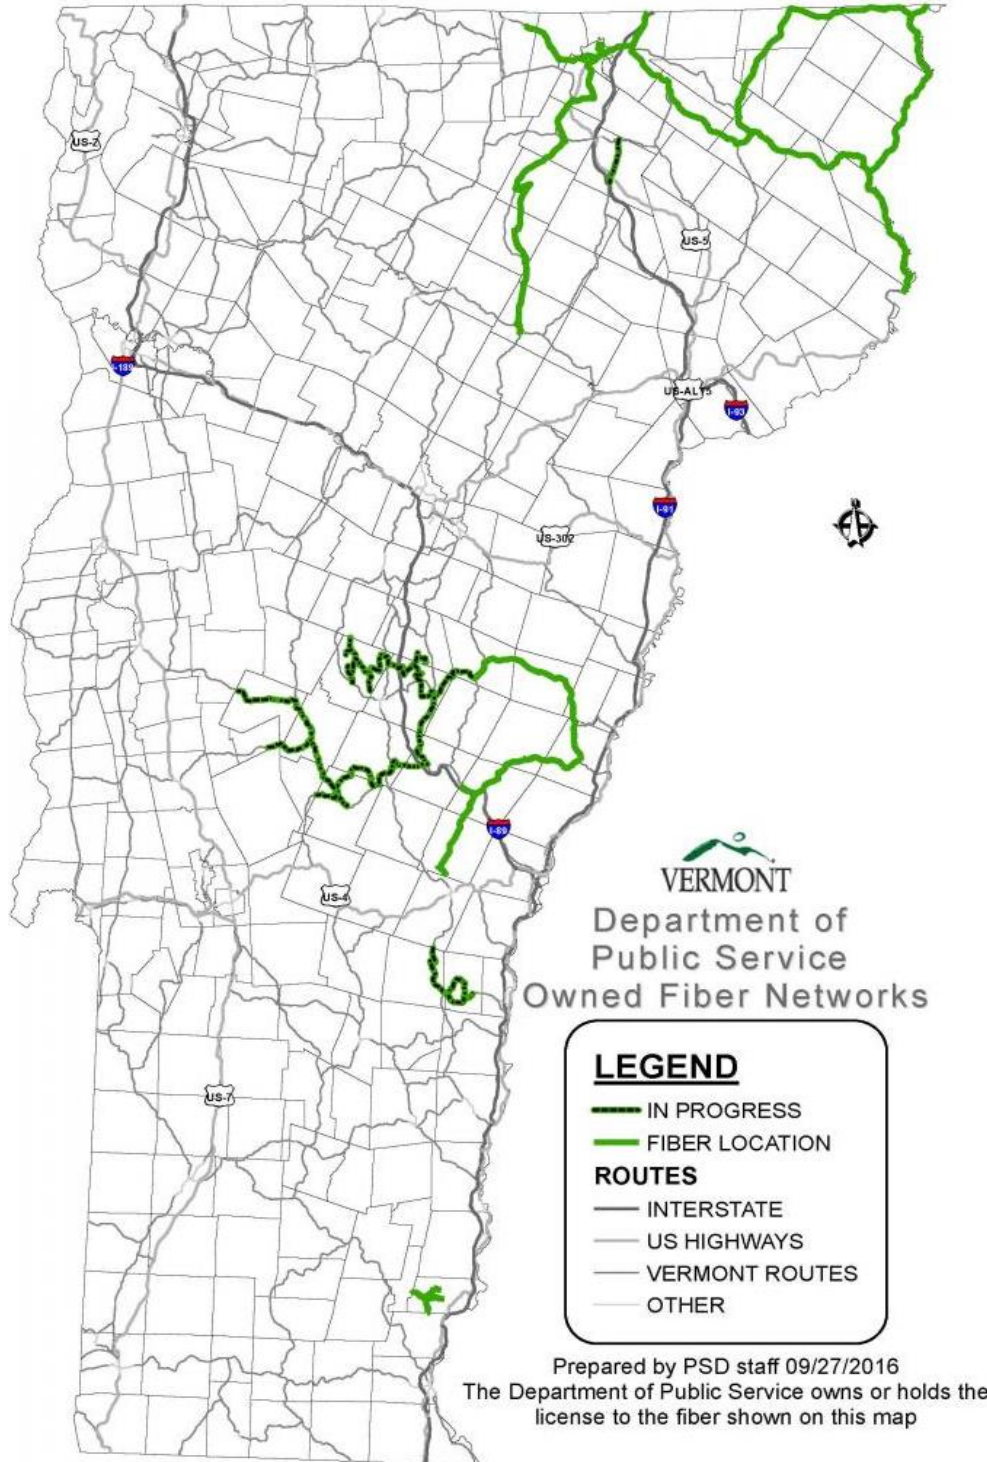 US-2
US-5
I-189
US-ALT5
I-93
I-91
US-302
I-89
US-4
US-7
VERMONT
Department of
Public Service
Owned Fiber Networks
LEGEND
IN PROGRESS
FIBER LOCATION
ROUTES
INTERSTATE
US HIGHWAYS
VERMONT ROUTES
OTHER
Prepared by PSD staff 09/27/2016
The Department of Public Service owns or holds the
license to the fiber shown on this map